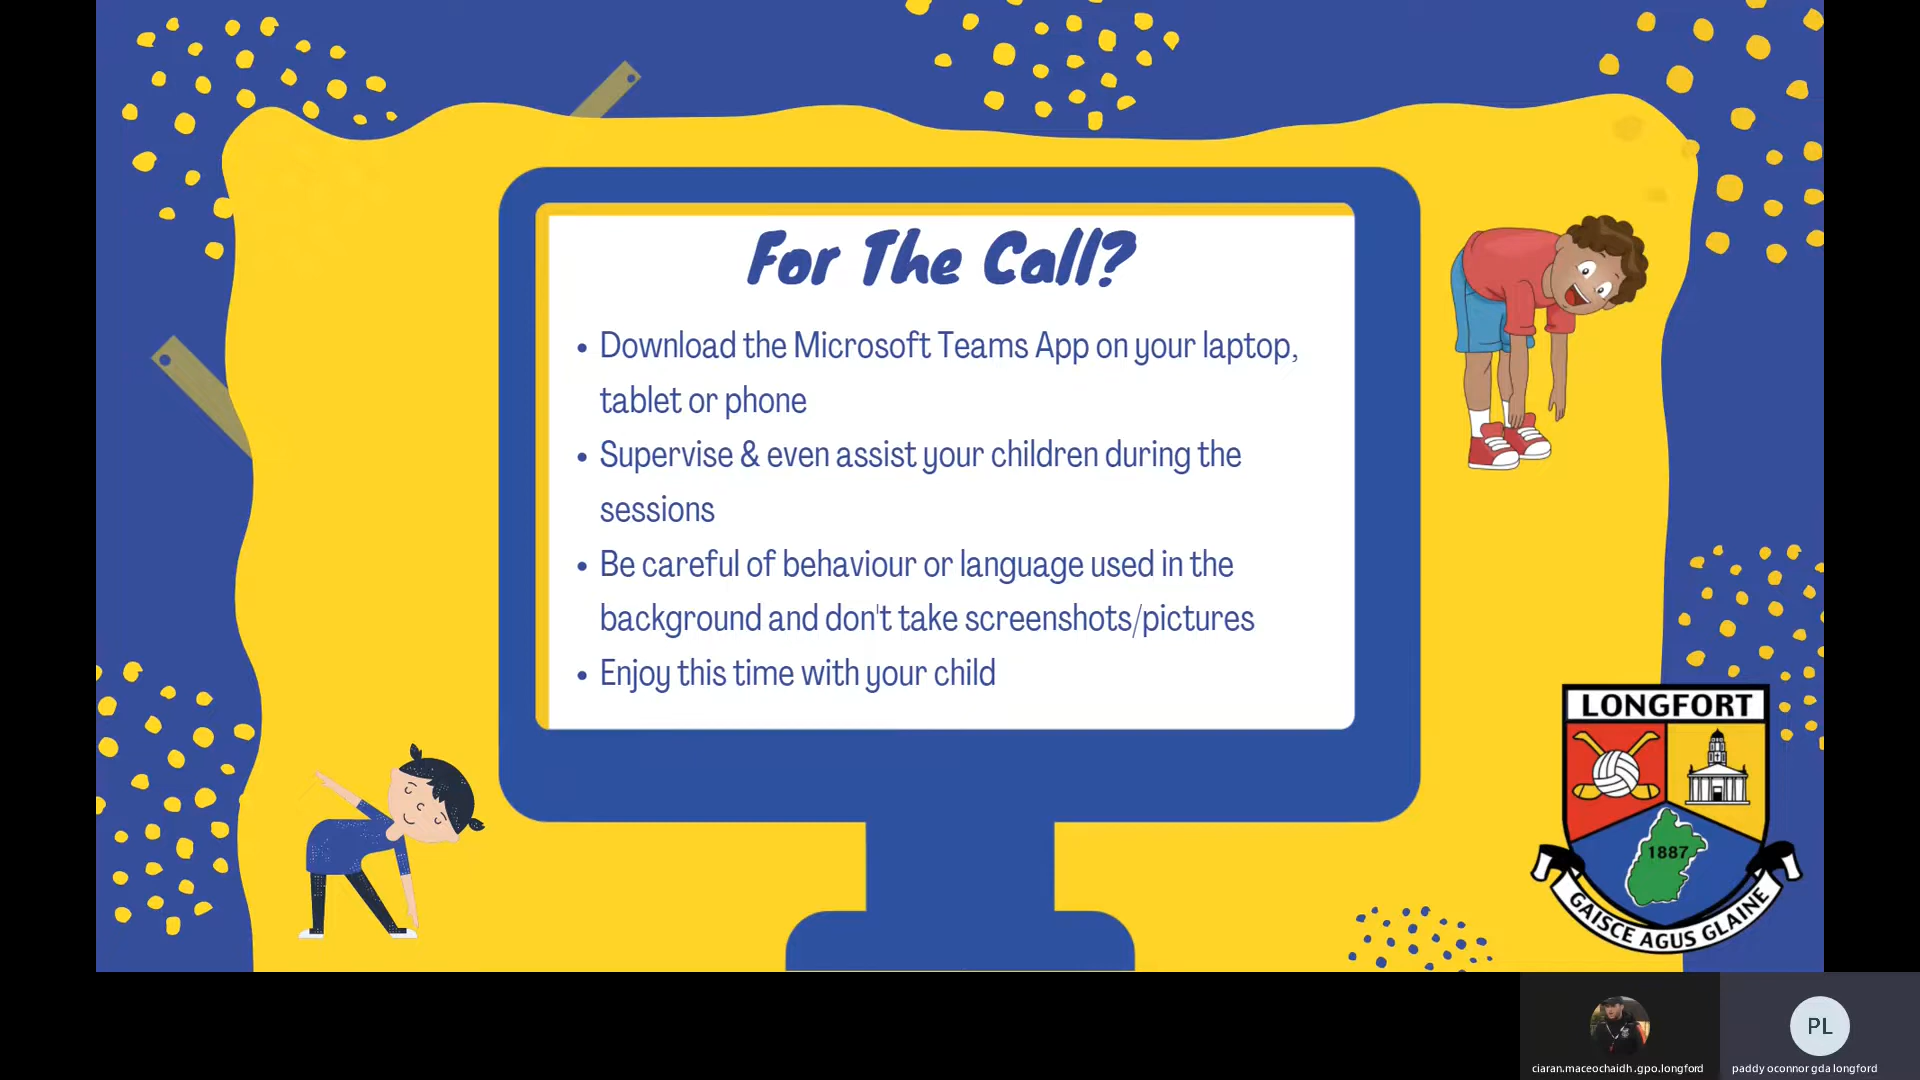 For The Call?
• Download the Microsoft Teams App on your laptop,
tablet or phone
• Supervise & even assist your children during the
sessions
• Be careful of behaviour or language used in the
background and don't take screenshots/pictures
• Enjoy this time with your child
LONGFORT
1887
GAISCE AGUS GLAINE
PL
ciaran.maceochaidh.gpo.longford
paddy oconnor gda longford